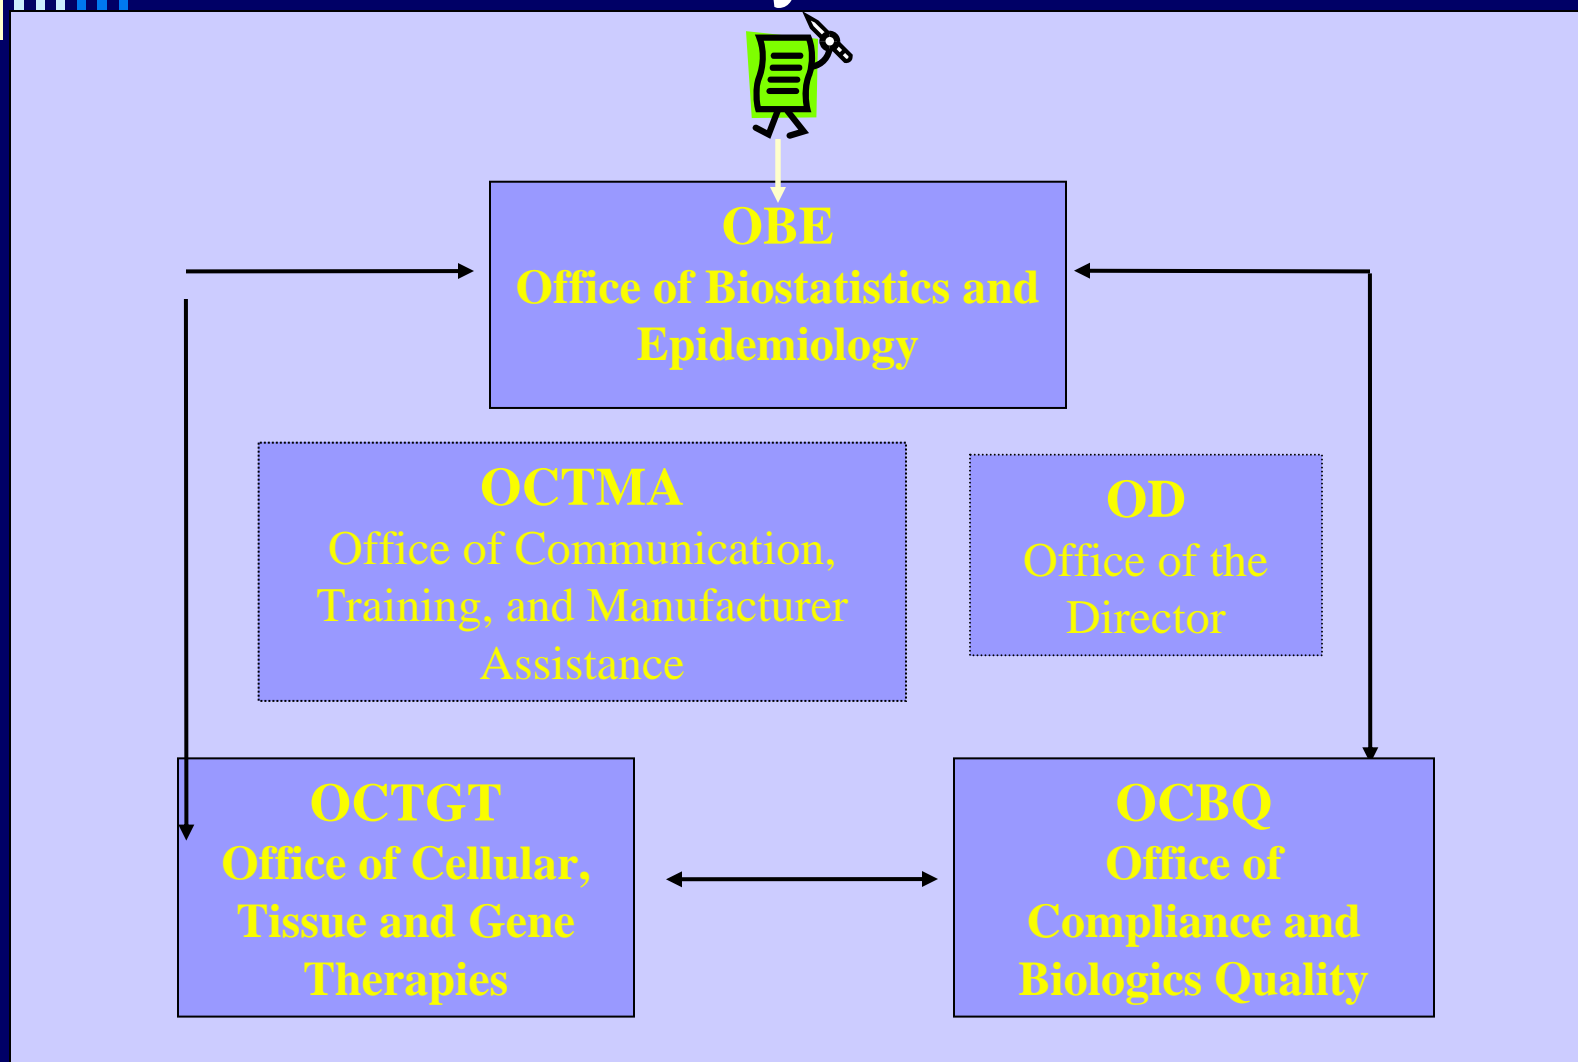 OBE
Office of Biostatistics and
Epidemiology
OCTMA
Office of Communication,
Training, and Manufacturer
Assistance
OD
Office of the
Director
OCTGT
Office of Cellular,
Tissue and Gene
Therapies
OCBQ
Office of
Compliance and
Biologics Quality